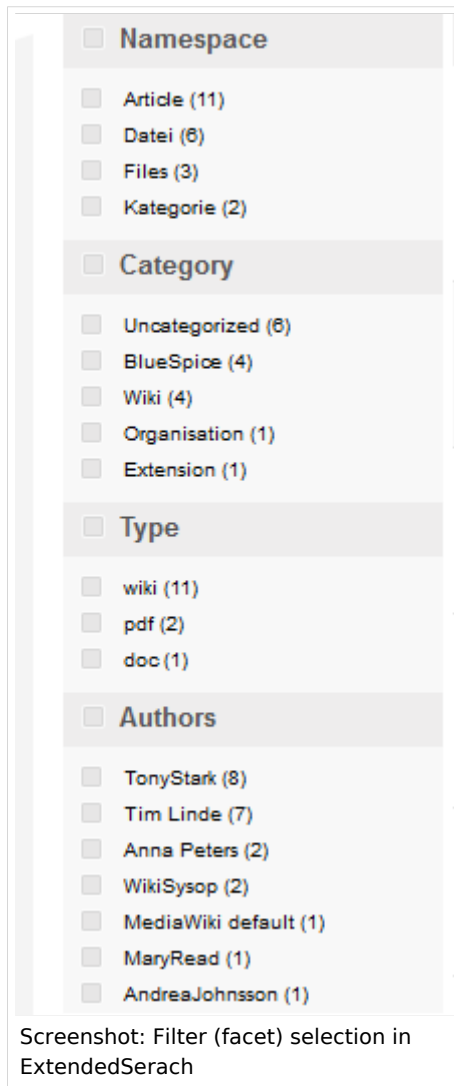 Namespace
Article (11)
Datei (6)
Files (3)
Kategorie (2)
Category
Uncategorized (6)
BlueSpice (4)
Wiki (4)
Organisation (1)
Extension (1)
Type
wiki (11)
pdf (2)
doc (1)
Authors
TonyStark (8)
Tim Linde (7)
Anna Peters (2)
WikiSysop (2)
MediaWiki default (1)
MaryRead (1)
AndreaJohnsson (1)
Screenshot: Filter (facet) selection in
ExtendedSerach